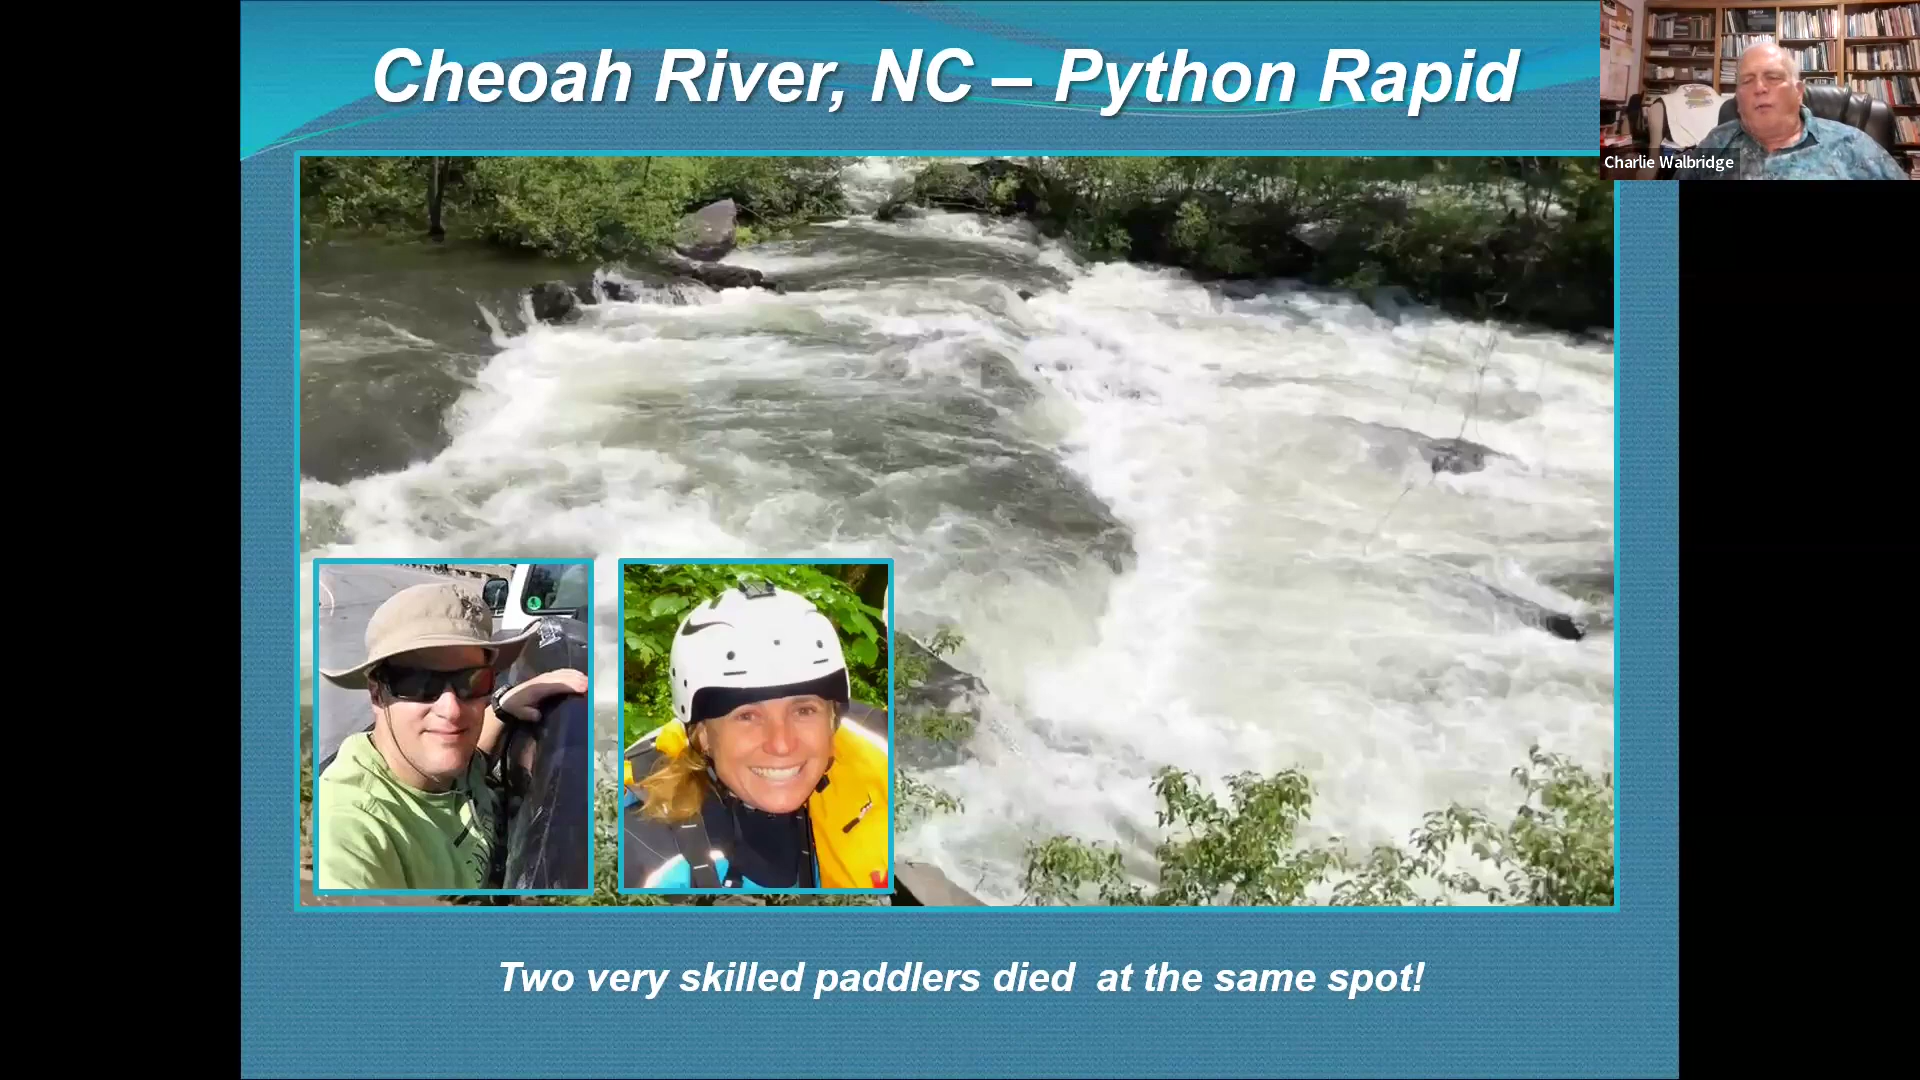 Cheoah River, NC – Python Rapid
Charlie Walbridge
Two very skilled paddlers died at the same spot!